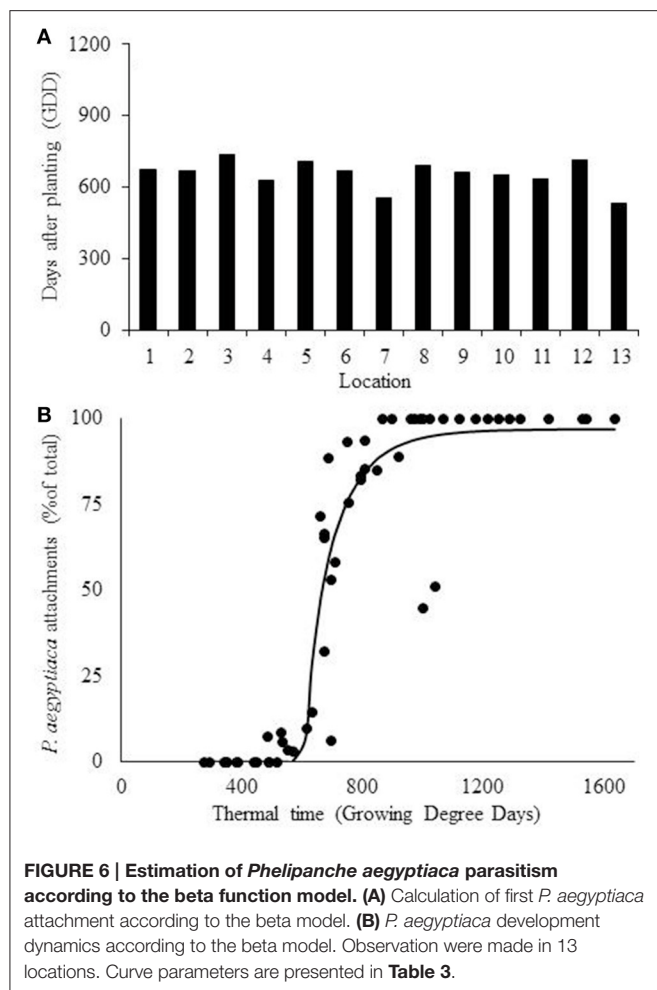 A
Days after planting (GDD)
1200
900
600
300
0
1 2 3 4 5 6 7 8 9 10 11 12 13
Location
B
P. aegyptiaca attachments (%of total)
100
75
50
25
0
0 400 800 1200 1600
Thermal time (Growing Degree Days)
FIGURE 6 | Estimation of Phelipanche aegyptiaca parasitism
according to the beta function model. (A) Calculation of first P. aegyptiaca
attachment according to the beta model. (B) P. aegyptiaca development
dynamics according to the beta model. Observation were made in 13
locations. Curve parameters are presented in Table 3.